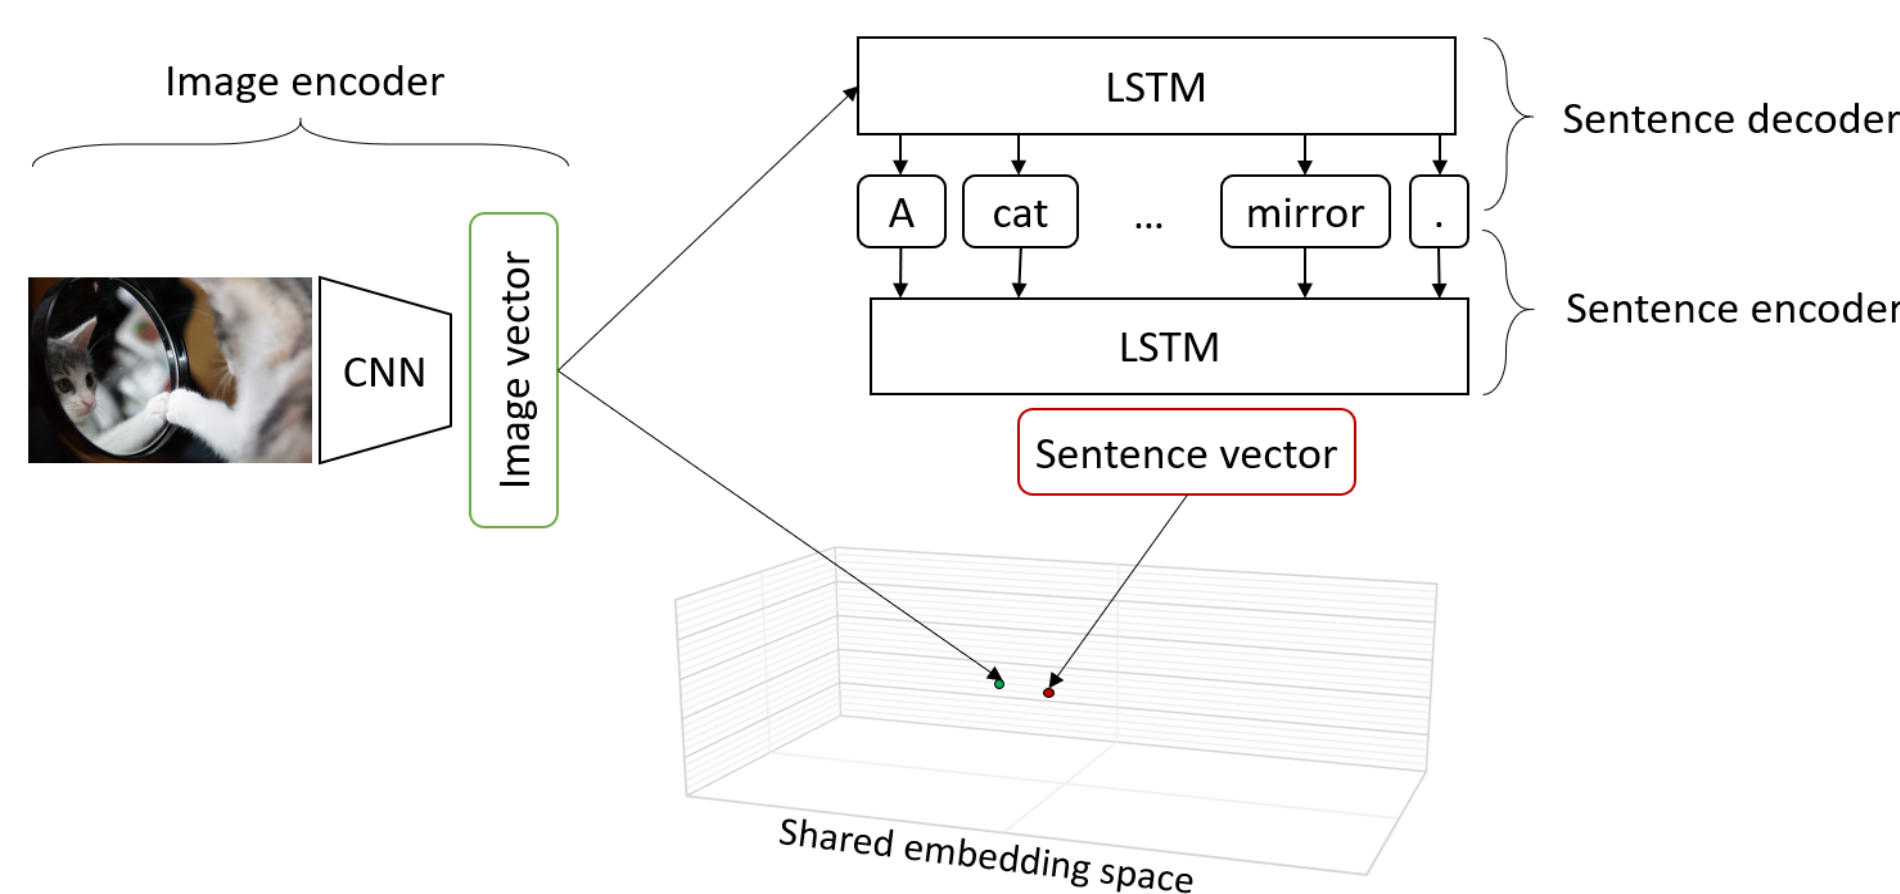 Image encoder
CNN
Image vector
LSTM
Sentence decoder
A
cat
...
mirror
.
Sentence encoder
LSTM
Sentence vector
Shared embedding space